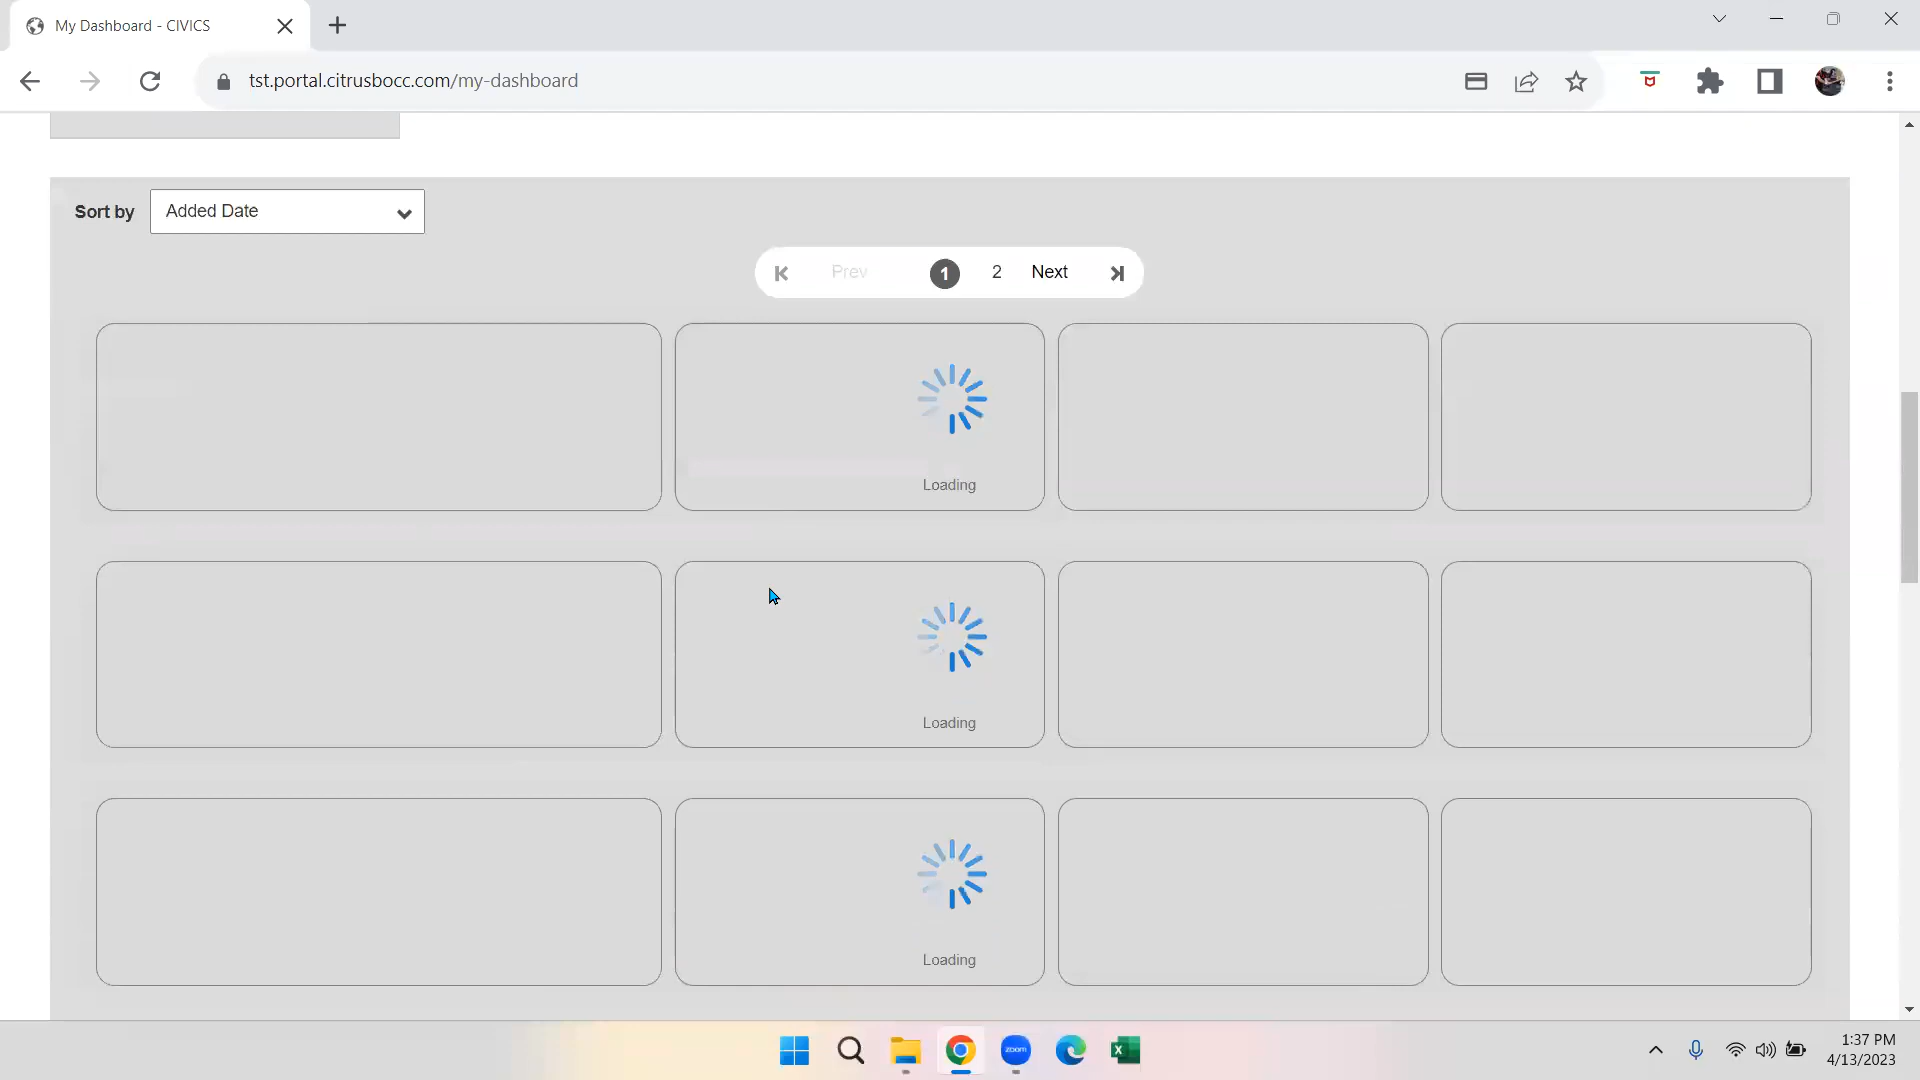 My Dashboard - CIVICS
tst.portal.citrusbocc.com/my-dashboard
Sort by
Added Date
Prev 1 2 Next
Loading
Loading
Loading
zoom
1:37 PM
4/13/2023